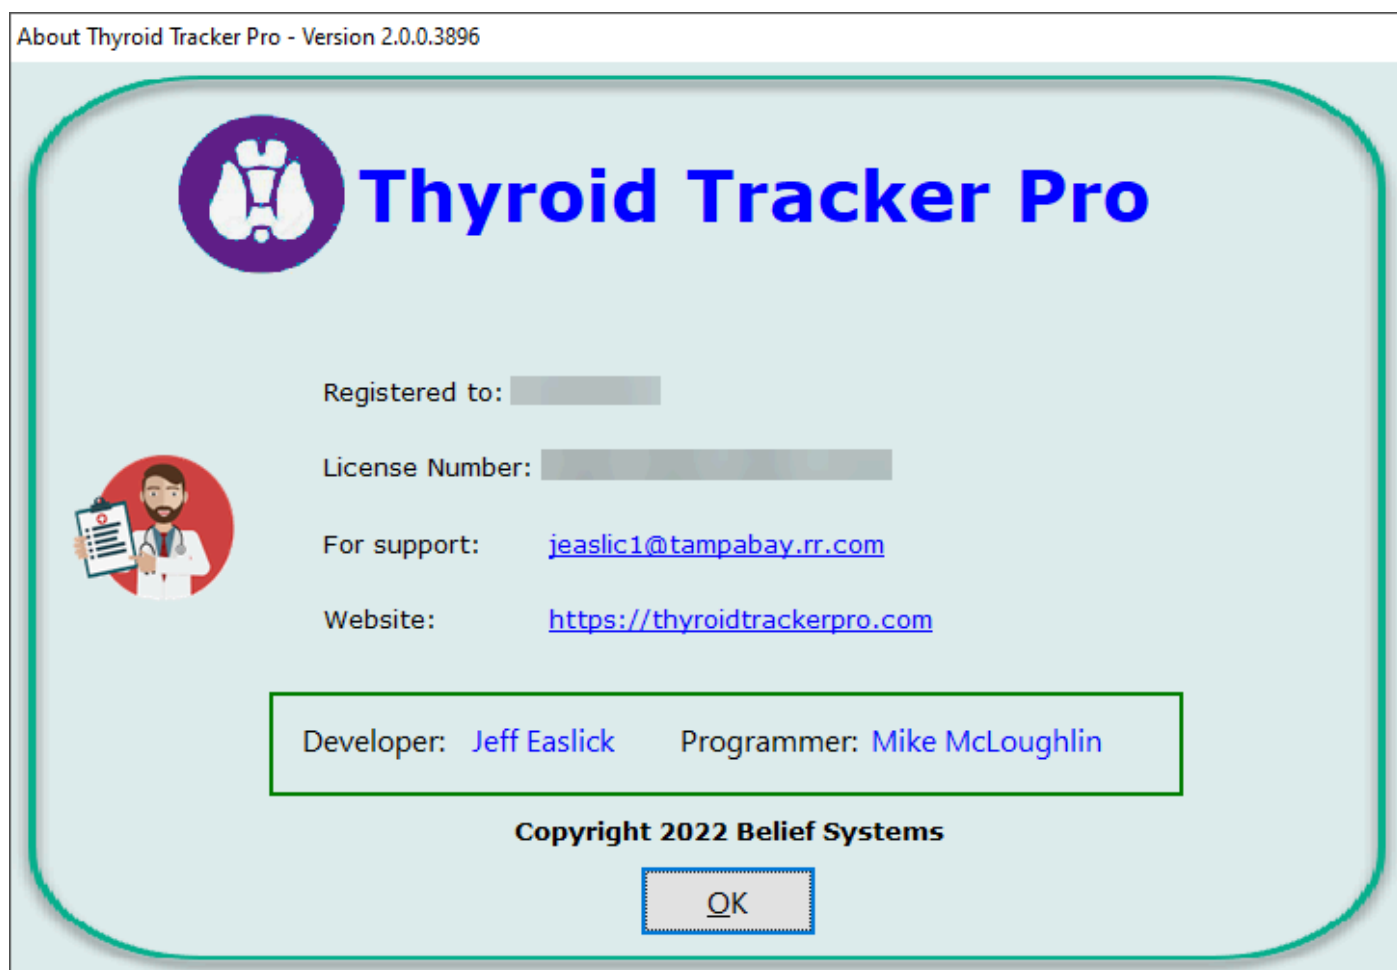 About Thyroid Tracker Pro - Version 2.0.0.3896
Thyroid Tracker Pro
Registered to:
License Number:
For support: jeaslic1@tampabay.rr.com
Website: https://thyroidtrackerpro.com
Developer: Jeff Easlick Programmer: Mike McLoughlin
Copyright 2022 Belief Systems
OK